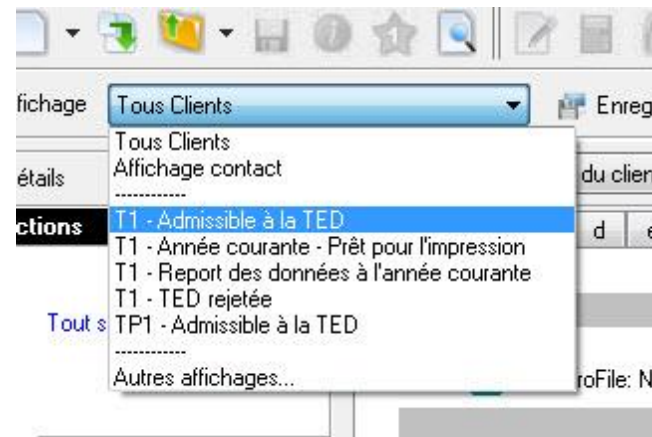 fichage Tous Clients Enreg
Tous Clients
Affichage contact
étails du clien
------------
ctions T1 - Admissible à la TED d e
T1 - Année courante - Prêt pour l'impression
T1 - Report des données à l'année courante
T1 - TED rejetée
Tout s TP1 - Admissible à la TED
------------
Autres affichages... roFile: N